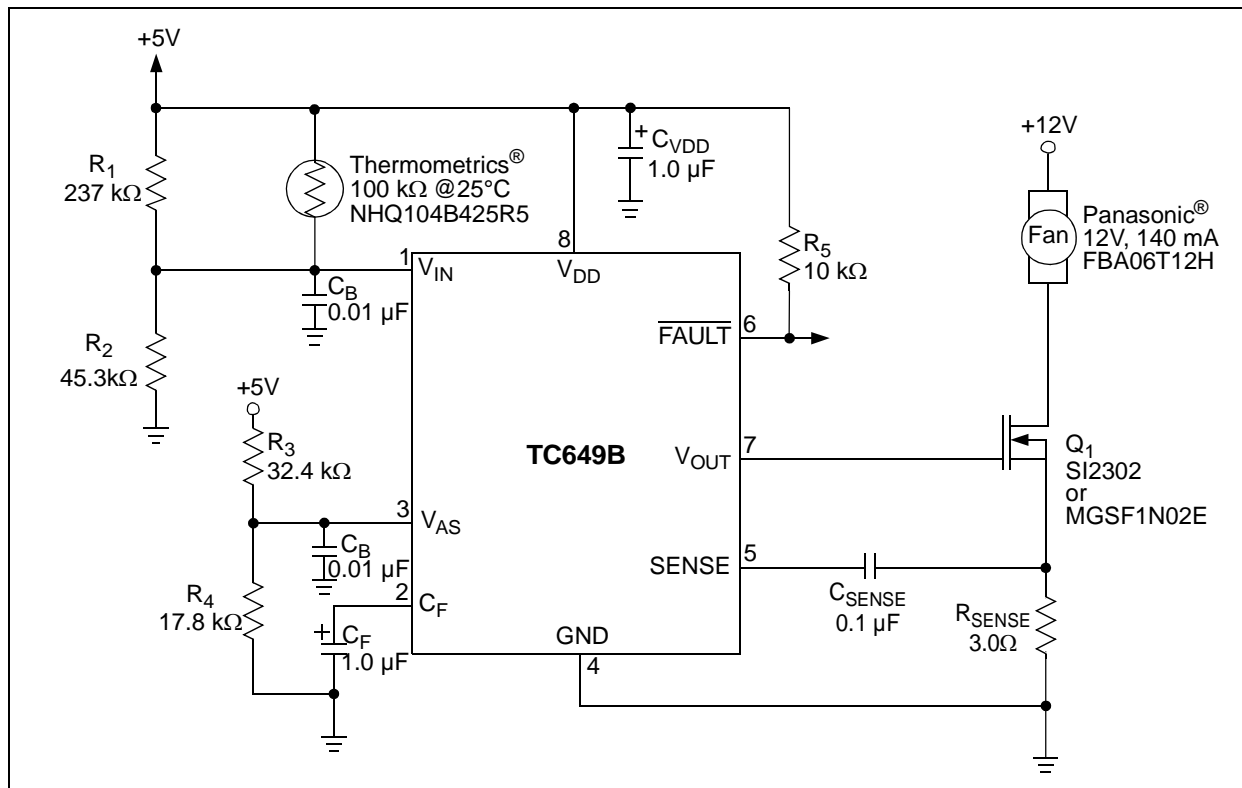 +5V
R1
237 kΩ
Thermometrics®
100 kΩ @25°C
NHQ104B425R5
+ CVDD
1.0 µF
+12V
Fan
Panasonic®
12V, 140 mA
FBA06T12H
R5
10 kΩ
8
VDD
1
VIN
CB
0.01 µF
R2
45.3kΩ
FAULT
6
+5V
R3
32.4 kΩ
TC649B
VOUT
7
Q1
SI2302
or
MGSF1N02E
3
VAS
CB
0.01 µF
SENSE
5
CSENSE
0.1 µF
RSENSE
3.0Ω
R4
17.8 kΩ
2
CF
+ CF
1.0 µF
GND
4